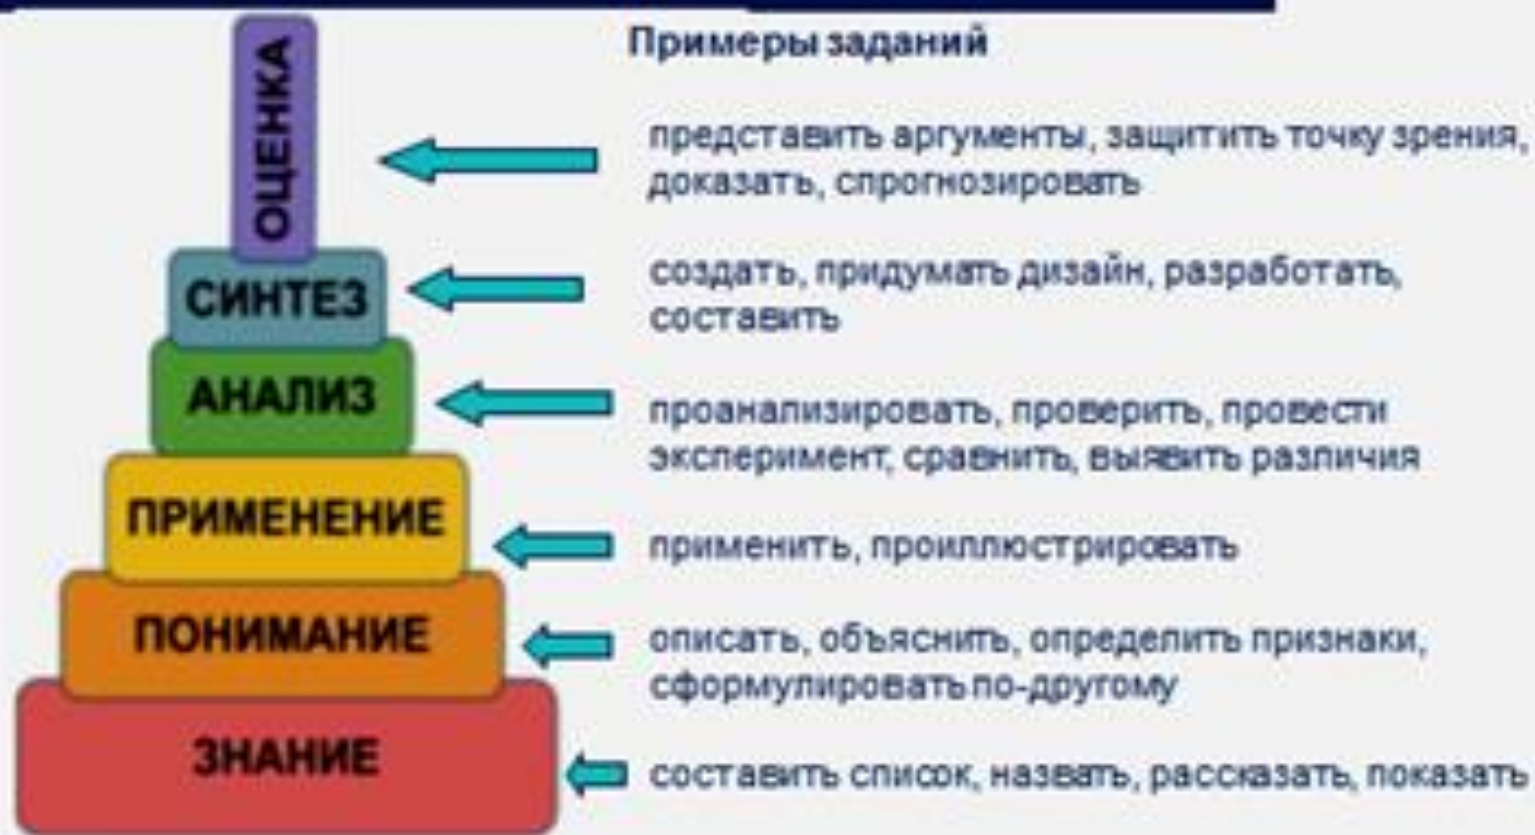 Примеры заданий
ОЦЕНКА
представить аргументы, защитить точку зрения,
доказать, спрогнозировать
СИНТЕЗ
создать, придумать дизайн, разработать,
составить
АНАЛИЗ
проанализировать, проверить, провести
эксперимент, сравнить, выявить различия
ПРИМЕНЕНИЕ
применить, проиллюстрировать
ПОНИМАНИЕ
описать, объяснить, определить признаки,
сформулировать по-другому
ЗНАНИЕ
составить список, назвать, рассказать, показать